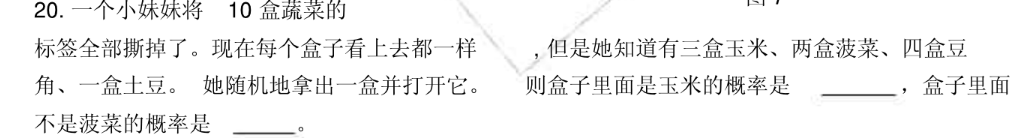 20. 一个小妹妹将 10 盒蔬菜的
标签全部撕掉了。现在每个盒子看上去都一样 , 但是她知道有三盒玉米、两盒菠菜、四盒豆
角、一盒土豆。 她随机地拿出一盒并打开它。 则盒子里面是玉米的概率是 ______ , 盒子里面
不是菠菜的概率是 _____。